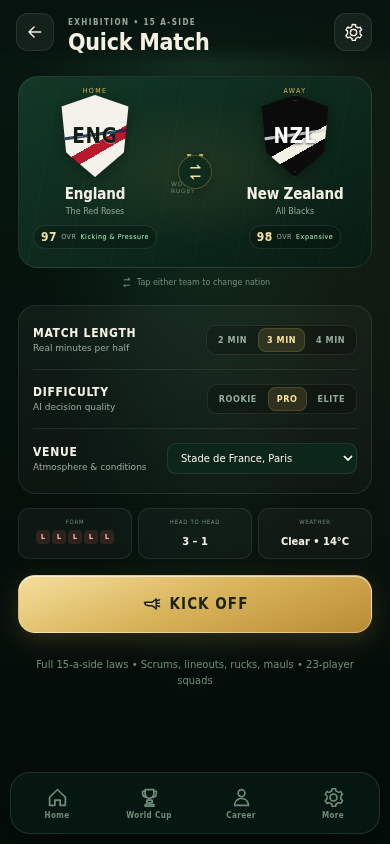 EXHIBITION • 15 A-SIDE
Quick Match
HOME
AWAY
ENG
NZL
RUGBY
England
New Zealand
The Red Roses
All Blacks
97 OVR Kicking & Pressure
98 OVR Expansive
Tap either team to change nation
MATCH LENGTH
Real minutes per half
2 MIN
3 MIN
4 MIN
DIFFICULTY
AI decision quality
ROOKIE
PRO
ELITE
VENUE
Atmosphere & conditions
Stade de France, Paris
FORM
L L L L L
HEAD TO HEAD
3 – 1
WEATHER
Clear • 14°C
KICK OFF
Full 15-a-side laws • Scrums, lineouts, rucks, mauls • 23-player
squads
Home
World Cup
Career
More